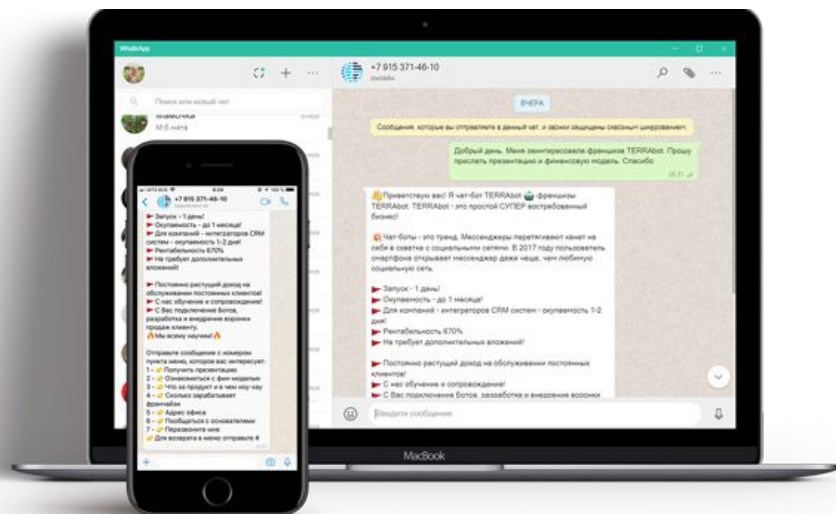 WhatsApp
+7 915 371-46-10
онлайн
Поиск или новый чат
ВЧЕРА
Сообщения, которые вы отправляете в данный чат, и звонки защищены сквозным шифрованием.
Добрый день. Меня заинтересовала франшиза TERRAbot. Прошу
прислать презентацию и финансовую модель. Спасибо
Приветствую вас! Я чат-бот TERRAbot франшизы
TERRAbot. TERRAbot - это простой СУПЕР востребованный
бизнес!
Чат-боты - это тренд. Мессенджеры перетягивают канат на
себя в схватке с социальными сетями. В 2017 году пользователь
смартфона открывает мессенджер даже чаще, чем любимую
социальную сеть.
Запуск - 1 день!
Окупаемость - до 1 месяца!
Для компаний - интеграторов CRM систем - окупаемость 1-2
дня!
Рентабельность 670%
Не требует дополнительных вложений!
Постоянно растущий доход на обслуживании постоянных
клиентов!
С нас обучение и сопровождение!
С Вас подключение Ботов, разработка и внедрение воронки
Введите сообщение
MacBook
+7 915 371-46-10
Запуск - 1 день!
Окупаемость - до 1 месяца!
Для компаний - интеграторов CRM
систем - окупаемость 1-2 дня!
Рентабельность 670%
Не требует дополнительных
вложений!
Постоянно растущий доход на
обслуживании постоянных клиентов!
С нас обучение и сопровождение!
С Вас подключение Ботов,
разработка и внедрение воронки
продаж клиенту.
Мы всему научим!
Отправьте сообщение с номером
пункта меню, которое вас интересует:
1 - Получить презентацию
2 - Ознакомиться с фин-моделью
3 - Что за продукт и в чем ноу-хау
4 - Сколько зарабатывает
франчайзи
5 - Адрес офиса
6 - Пообщаться с основателями
7 - Перезвоните мне
Для возврата в меню отправьте #